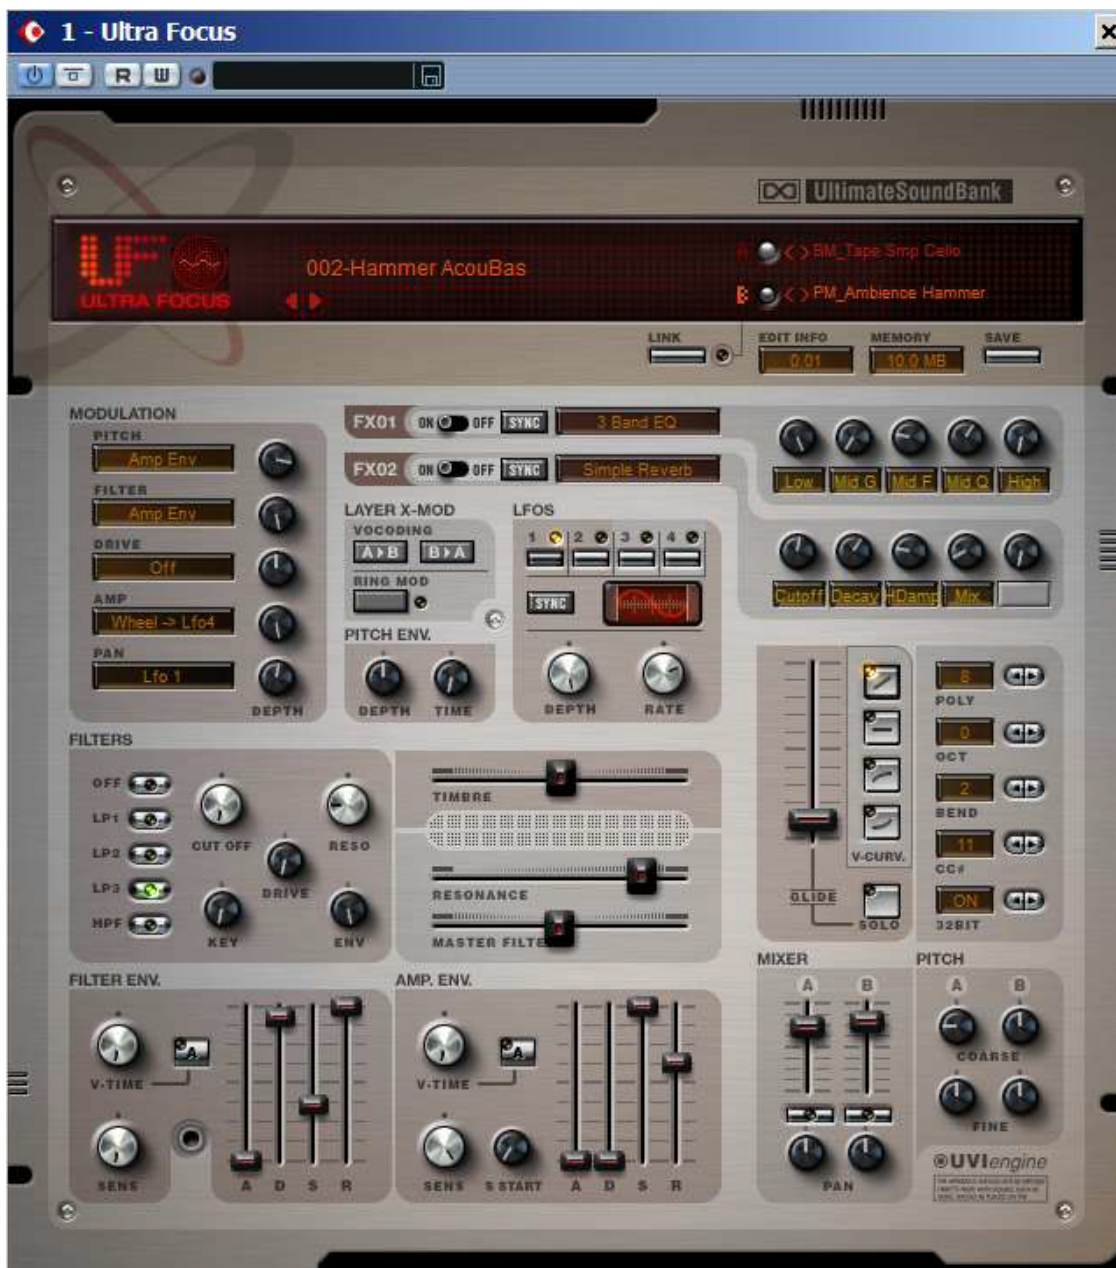 1 - Ultra Focus
R W
UltimateSoundBank
UF
ULTRA FOCUS
002-Hammer AcouBas
A <> BM_Tape Smp Cello
B <> PM_Ambience Hammer
LINK EDIT INFO MEMORY SAVE
0.01 10.0 MB
MODULATION
PITCH
Amp Env
FILTER
Amp Env
DRIVE
Off
AMP
Wheel -> Lfo4
PAN
Lfo 1
DEPTH
FX01 ON OFF SYNC 3 Band EQ
FX02 ON OFF SYNC Simple Reverb
Low Mid G Mid F Mid Q High
Cutoff Decay HDamp Mix
LAYER X-MOD
VOCODING
A▸B B▸A
RING MOD
PITCH ENV.
DEPTH TIME
LFOS
1 2 3 4
SYNC
DEPTH RATE
FILTERS
OFF
LP1
LP2
LP3
HPF
CUT OFF
RESO
DRIVE
KEY
ENV
TIMBRE
RESONANCE
MASTER FILTE
GLIDE
V-CURV.
SOLO
8
POLY
0
OCT
2
BEND
11
CC#
ON
32BIT
FILTER ENV.
A
V-TIME
SENS
A D S R
AMP. ENV.
A
V-TIME
SENS S START
A D S R
MIXER
A B
PAN
PITCH
A B
COARSE
FINE
UVIengine